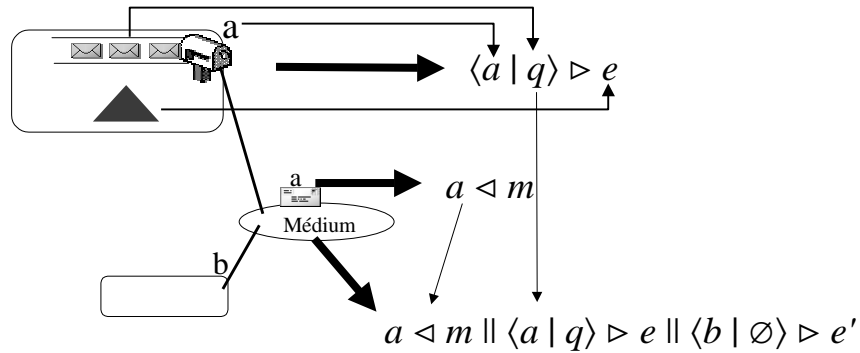 a
⟨a | q⟩ ⊳ e
a
a ⊲ m
Médium
b
a ⊲ m || ⟨a | q⟩ ⊳ e || ⟨b | ∅⟩ ⊳ e'